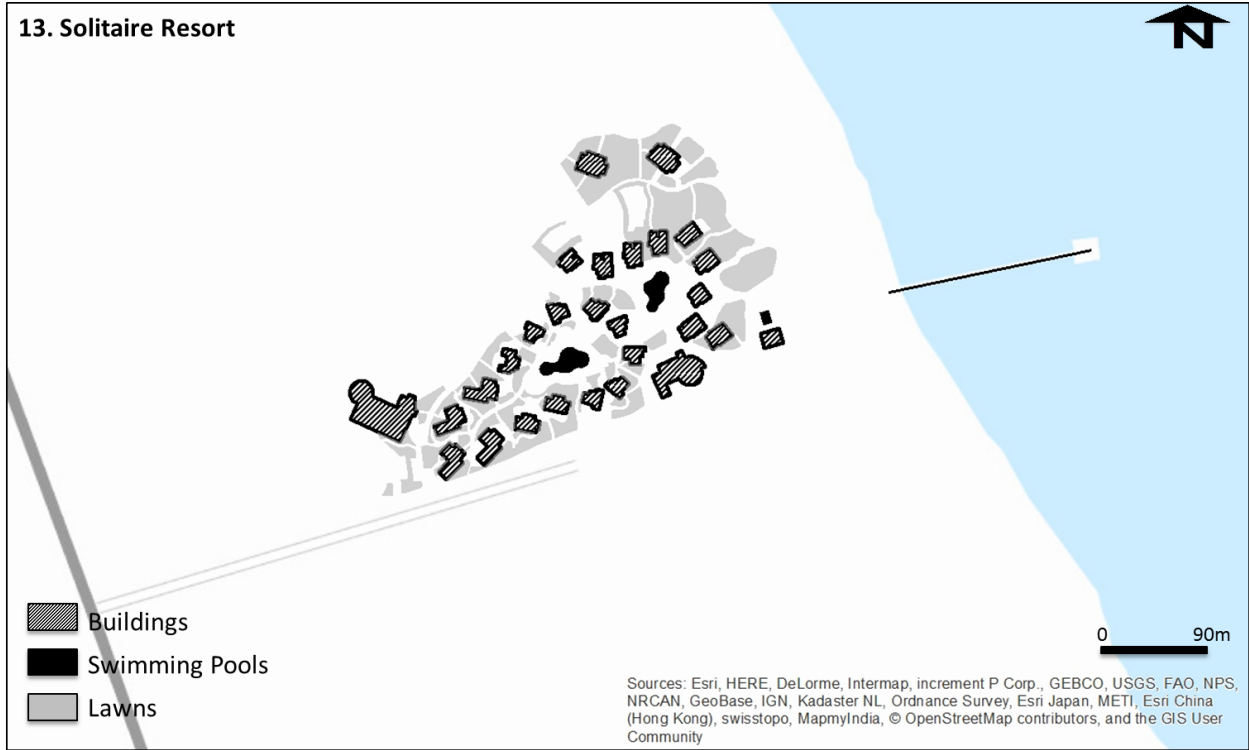 13. Solitaire Resort
N
Buildings
Swimming Pools
Lawns
0 90m
Sources: Esri, HERE, DeLorme, Intermap, increment P Corp., GEBCO, USGS, FAO, NPS,
NRCAN, GeoBase, IGN, Kadaster NL, Ordnance Survey, Esri Japan, METI, Esri China
(Hong Kong), swisstopo, MapmyIndia, © OpenStreetMap contributors, and the GIS User
Community